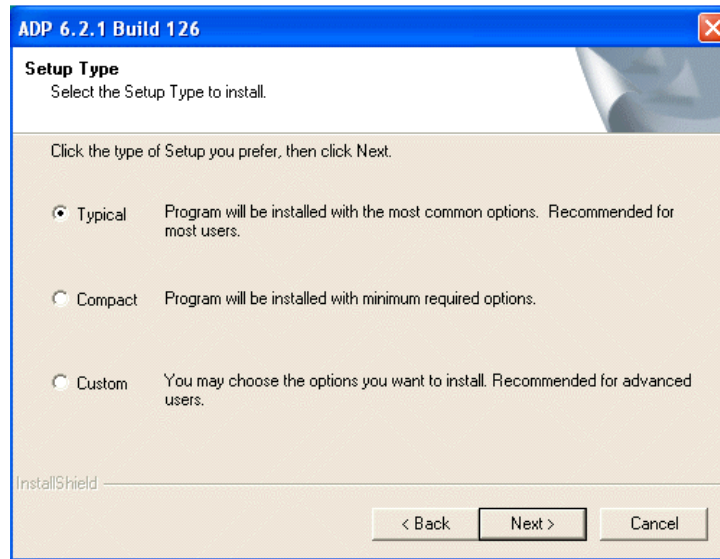 ADP 6.2.1 Build 126
Setup Type
Select the Setup Type to install.
Click the type of Setup you prefer, then click Next.
Typical Program will be installed with the most common options. Recommended for
most users.
Compact Program will be installed with minimum required options.
Custom You may choose the options you want to install. Recommended for advanced
users.
InstallShield
< Back Next > Cancel